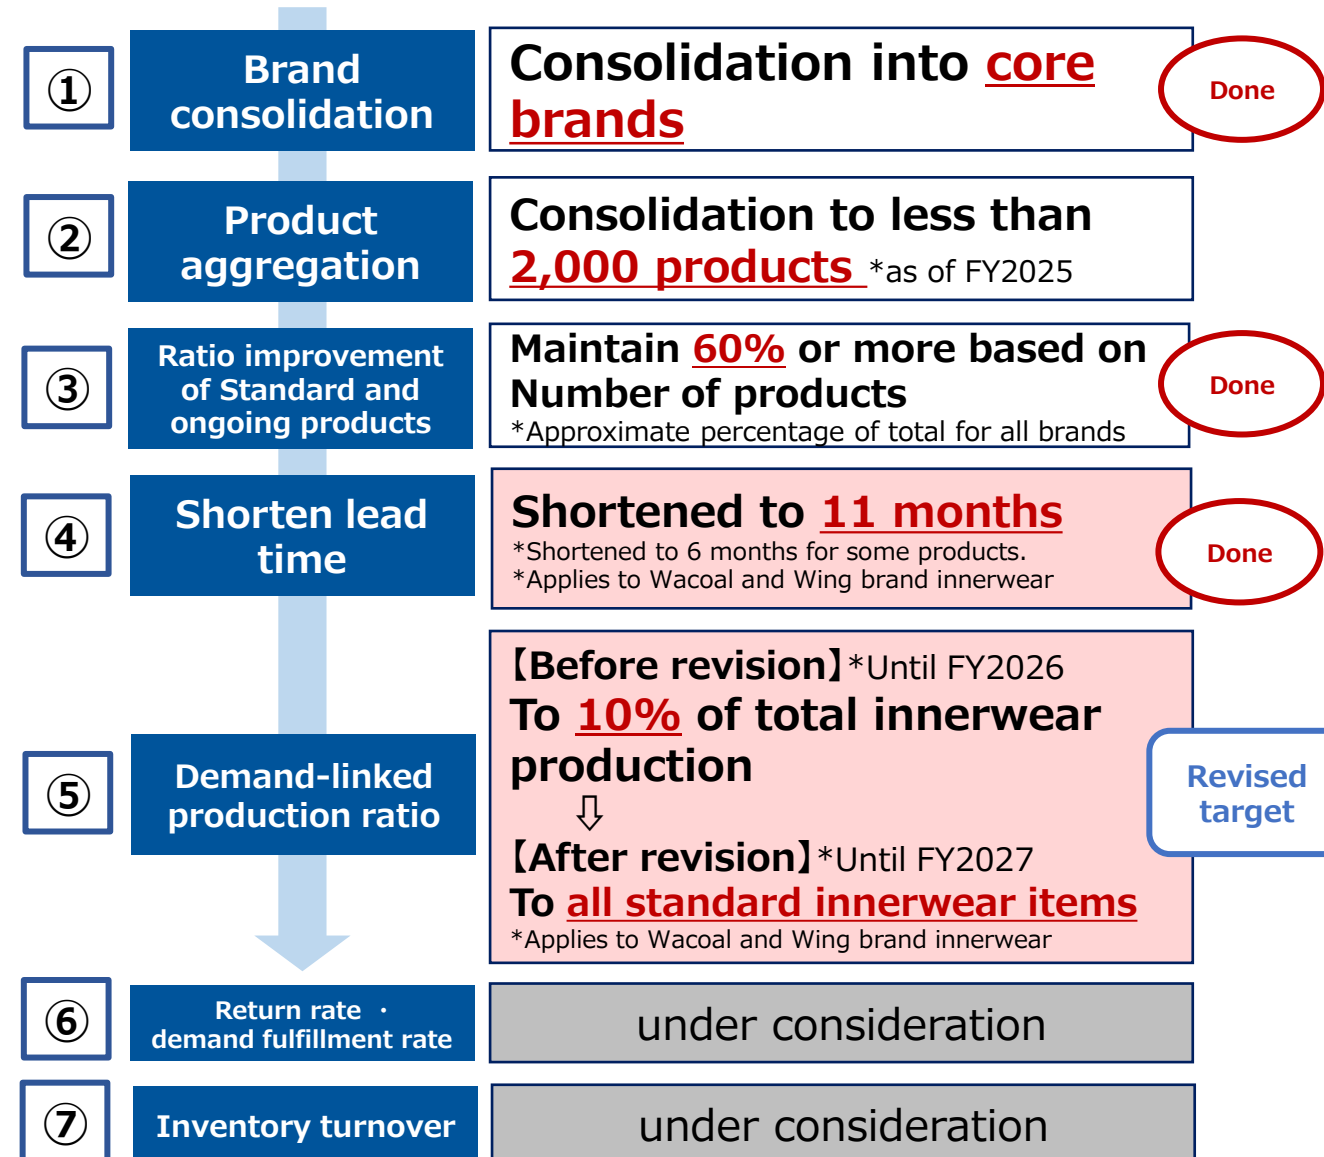 ①
Brand
consolidation
Consolidation into core
brands
Done
②
Product
aggregation
Consolidation to less than
2,000 products *as of FY2025
③
Ratio improvement
of Standard and
ongoing products
Maintain 60% or more based on
Number of products
*Approximate percentage of total for all brands
Done
④
Shorten lead
time
Shortened to 11 months
*Shortened to 6 months for some products.
*Applies to Wacoal and Wing brand innerwear
Done
⑤
Demand-linked
production ratio
【Before revision】*Until FY2026
To 10% of total innerwear
production
⇩
【After revision】*Until FY2027
To all standard innerwear items
*Applies to Wacoal and Wing brand innerwear
Revised
target
⑥
Return rate ・
demand fulfillment rate
under consideration
⑦
Inventory turnover
under consideration